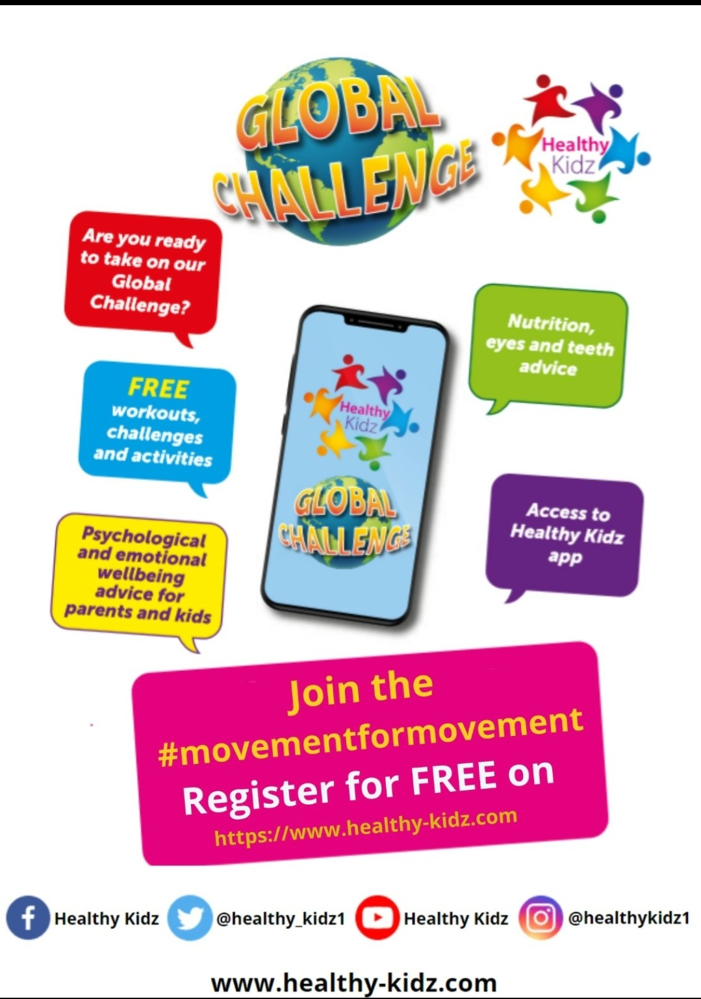 GLOBAL
CHALLENGE
Healthy
Kidz
Are you ready
to take on our
Global
Challenge?
Nutrition,
eyes and teeth
advice
FREE
workouts,
challenges
and activities
Healthy
Kidz
GLOBAL
CHALLENGE
Access to
Healthy Kidz
app
Psychological
and emotional
wellbeing
advice for
parents and kids
Join the
#movementformovement
Register for FREE on
https://www.healthy-kidz.com
Healthy Kidz @healthy_kidz1 Healthy Kidz @healthykidz1
www.healthy-kidz.com